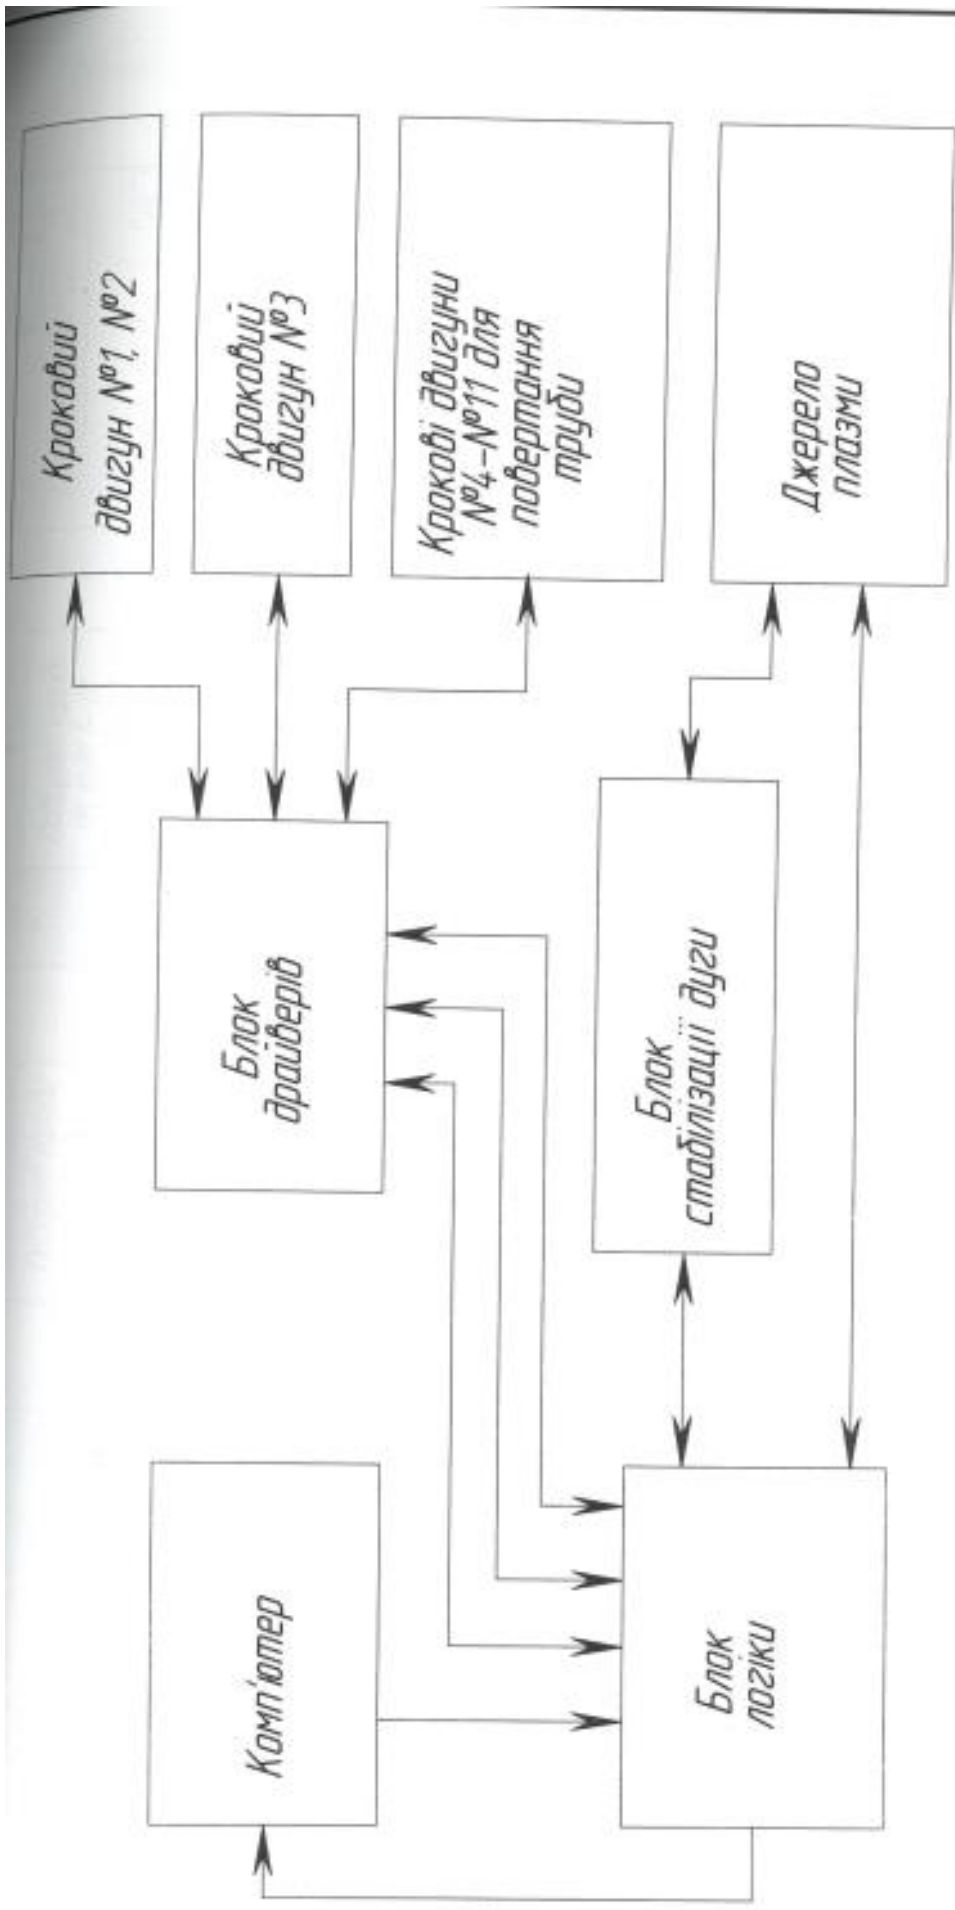 Кроковий
двигун №1, №2
Кроковий
двигун №3
Крокові двигуни
№4-№11 для
повертання
труби
Джерело
плазми
Блок
драйверів
Блок
стабілізації дуги
Комп'ютер
Блок
логіки